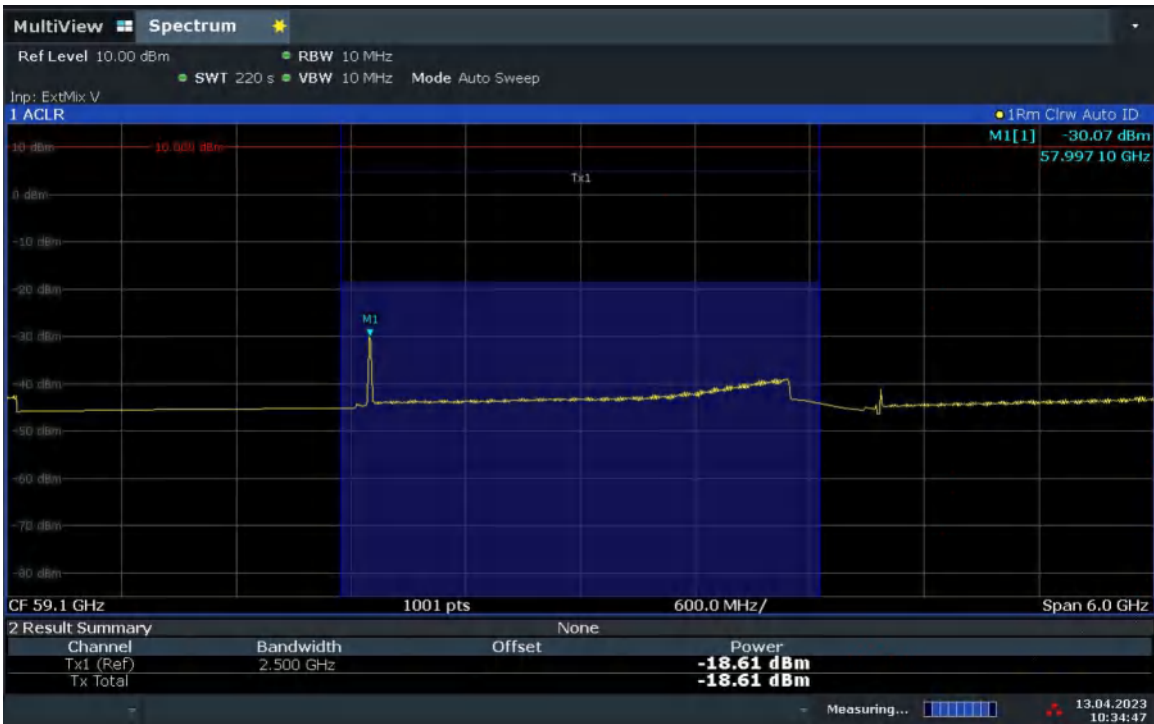 MultiView Spectrum
Ref Level 10.00 dBm RBW 10 MHz
SWT 220 s VBW 10 MHz Mode Auto Sweep
Inp: ExtMix V
1 ACLR 1Rm Clrw Auto ID
M1[1] -30.07 dBm
10 dBm 10.000 dBm
57.997 10 GHz
Tx1
0 dBm
-10 dBm
-20 dBm
M1
-30 dBm
-40 dBm
-50 dBm
-60 dBm
-70 dBm
-80 dBm
CF 59.1 GHz 1001 pts 600.0 MHz/ Span 6.0 GHz
2 Result Summary None
Channel Bandwidth Offset Power
Tx1 (Ref) 2.500 GHz -18.61 dBm
Tx Total -18.61 dBm
Measuring... 13.04.2023
10:34:47